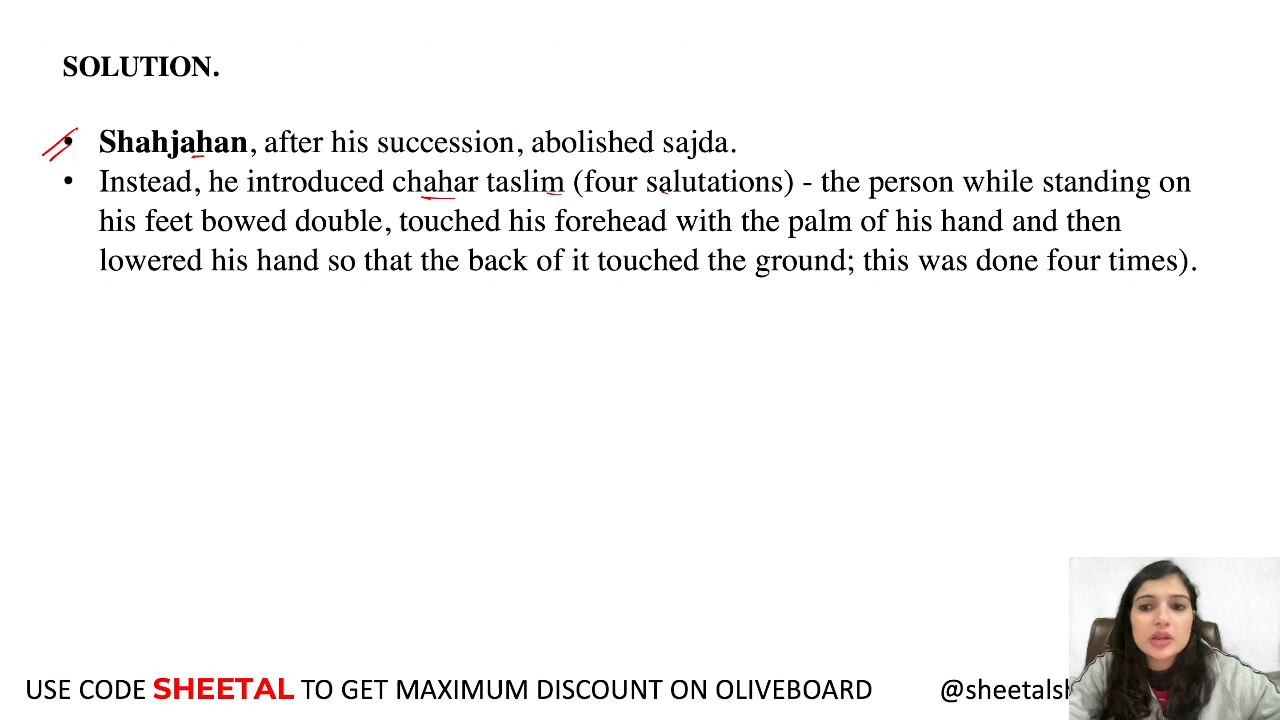 SOLUTION.
• Shahjahan, after his succession, abolished sajda.
• Instead, he introduced chahar taslim (four salutations) - the person while standing on
his feet bowed double, touched his forehead with the palm of his hand and then
lowered his hand so that the back of it touched the ground; this was done four times).
USE CODE SHEETAL TO GET MAXIMUM DISCOUNT ON OLIVEBOARD